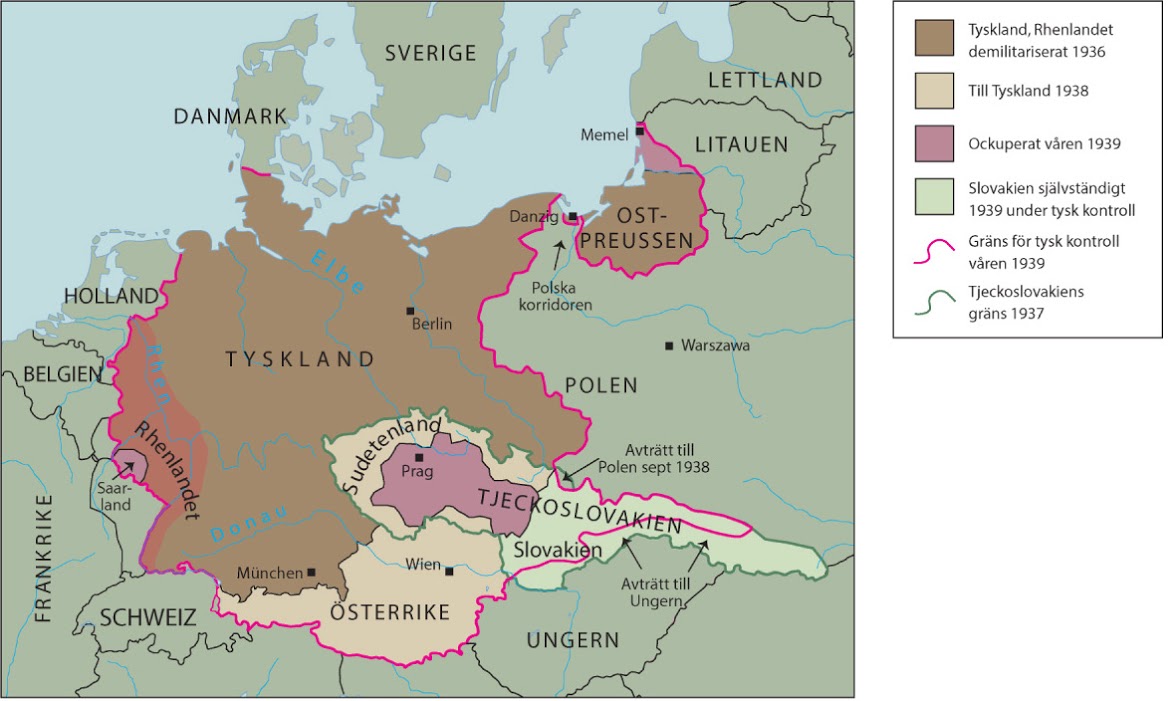 SVERIGE
DANMARK
LETTLAND
Memel
LITAUEN
Danzig
OST-
PREUSSEN
Elbe
HOLLAND
Polska
korridoren
Berlin
Rhen
TYSKLAND
Warszawa
BELGIEN
POLEN
Rhenlandet
Sudetenland
Avträtt till
Polen sept 1938
Prag
Saar-
land
TJECKOSLOVAKIEN
FRANKRIKE
Donau
Slovakien
München
Wien
Avträtt till
Ungern
SCHWEIZ
ÖSTERRIKE
UNGERN
Tyskland, Rhenlandet
demilitariserat 1936
Till Tyskland 1938
Ockuperat våren 1939
Slovakien självständigt
1939 under tysk kontroll
Gräns för tysk kontroll
våren 1939
Tjeckoslovakiens
gräns 1937